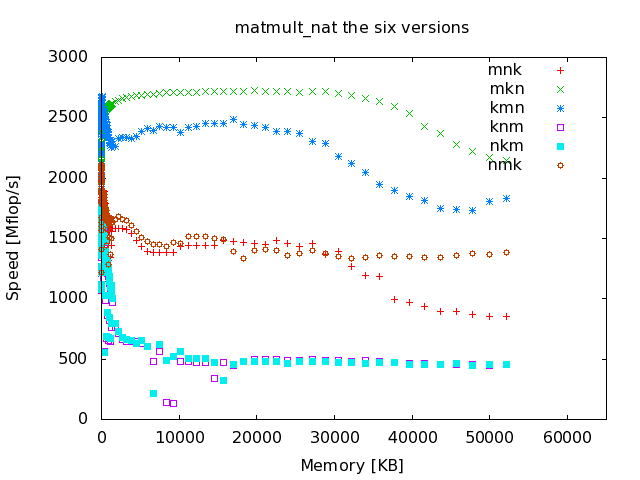 matmult_nat the six versions
3000
2500
2000
1500
1000
500
0
Speed [Mflop/s]
mnk
mkn
kmn
knm
nkm
nmk
0 10000 20000 30000 40000 50000 60000
Memory [KB]